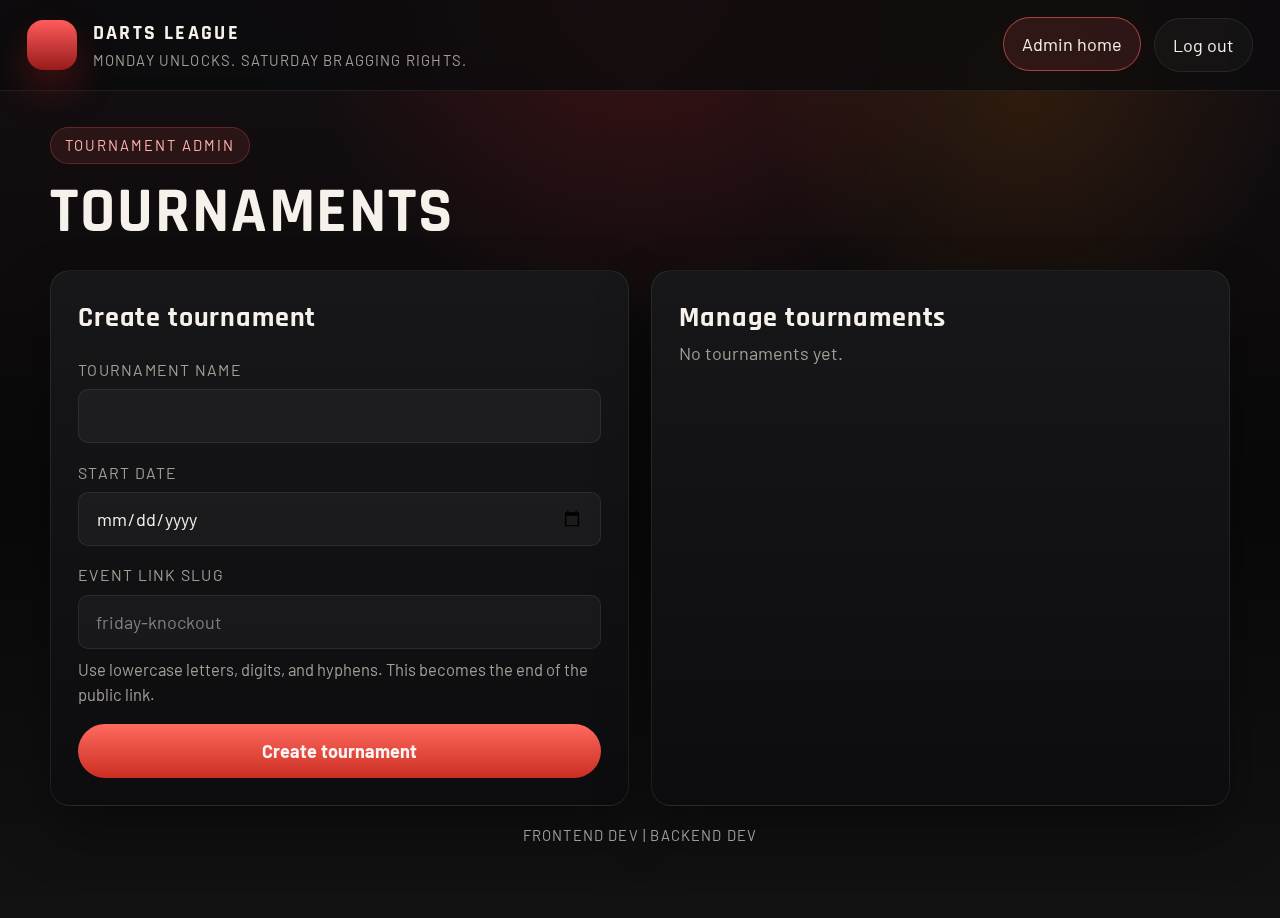 DARTS LEAGUE
MONDAY UNLOCKS. SATURDAY BRAGGING RIGHTS.
Admin home
Log out
TOURNAMENT ADMIN
TOURNAMENTS
Create tournament
TOURNAMENT NAME
START DATE
mm/dd/yyyy
EVENT LINK SLUG
friday-knockout
Use lowercase letters, digits, and hyphens. This becomes the end of the
public link.
Create tournament
Manage tournaments
No tournaments yet.
FRONTEND DEV | BACKEND DEV